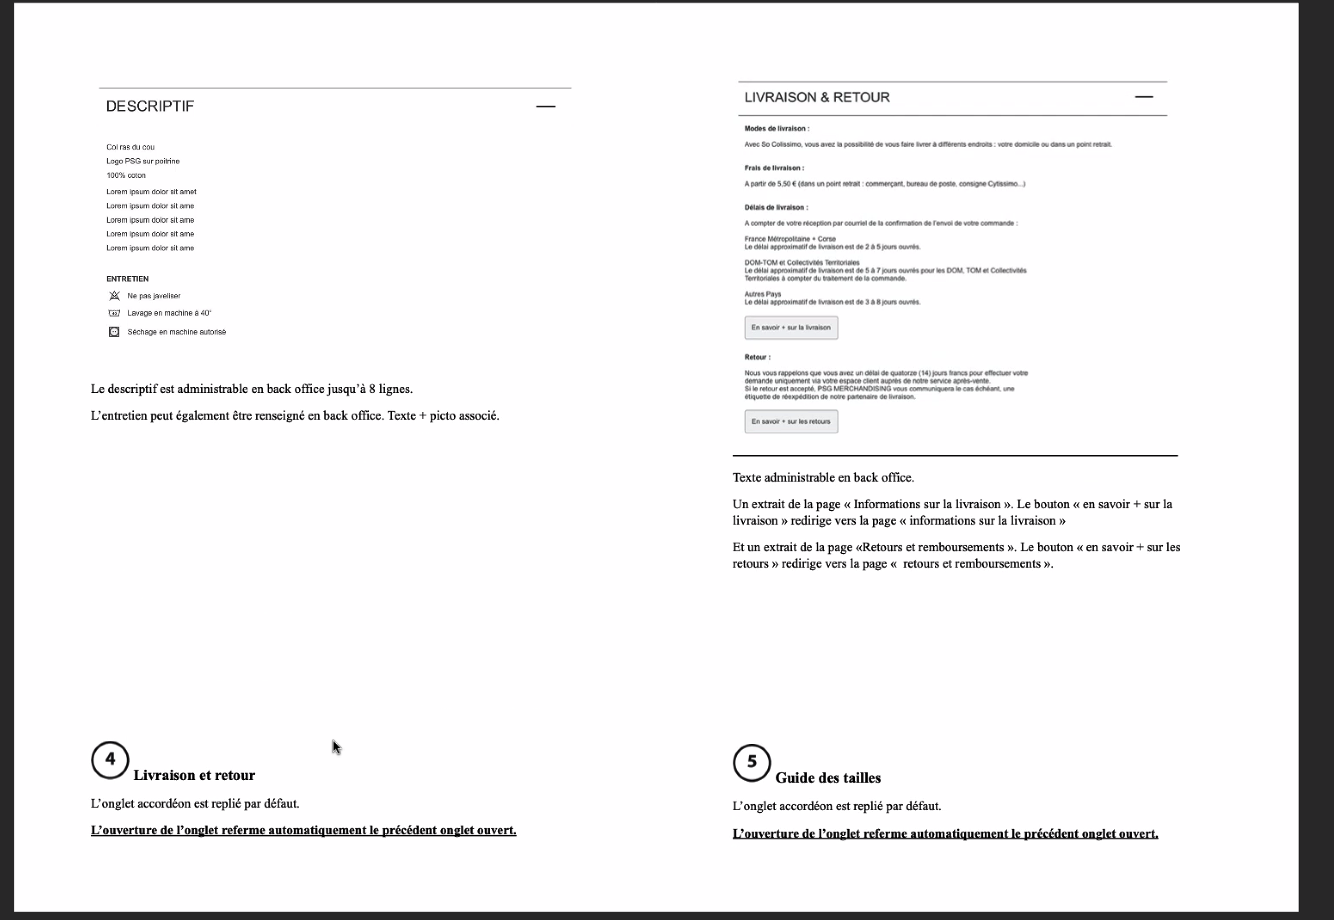 DESCRIPTIF
Col ras du cou
Logo PSG sur poitrine
100% coton
Lorem ipsum dolor sit amet
Lorem ipsum dolor sit ame
Lorem ipsum dolor sit ame
Lorem ipsum dolor sit ame
Lorem ipsum dolor sit ame
ENTRETIEN
Ne pas javeliser
Lavage en machine à 40°
Séchage en machine autorisé
Le descriptif est administrable en back office jusqu'à 8 lignes.
L'entretien peut également être renseigné en back office. Texte + picto associé.
4 Livraison et retour
L'onglet accordéon est replié par défaut.
L'ouverture de l'onglet referme automatiquement le précédent onglet ouvert.
LIVRAISON & RETOUR
Modes de livraison :
Avec So Colissimo, vous avez la possibilité de vous faire livrer à différents endroits : votre domicile ou dans un point retrait.
Frais de livraison :
A partir de 5,50 € (dans un point retrait : commerçant, bureau de poste, consigne Cytissimo...)
Délais de livraison :
A compter de votre réception par courriel de la confirmation de l'envoi de votre commande :
France Métropolitaine + Corse
Le délai approximatif de livraison est de 2 à 5 jours ouvrés.
DOM-TOM et Collectivités Territoriales
Le délai approximatif de livraison est de 5 à 7 jours ouvrés pour les DOM, TOM et Collectivités
Territoriales à compter du traitement de la commande.
Autres Pays
Le délai approximatif de livraison est de 3 à 8 jours ouvrés.
En savoir + sur la livraison
Retour :
Nous vous rappelons que vous avez un délai de quatorze (14) jours francs pour effectuer votre
demande uniquement via votre espace client auprès de notre service après-vente.
Si le retour est accepté, PSG MERCHANDISING vous communiquera le cas échéant, une
étiquette de réexpédition de notre partenaire de livraison.
En savoir + sur les retours
Texte administrable en back office.
Un extrait de la page « Informations sur la livraison ». Le bouton « en savoir + sur la
livraison » redirige vers la page « informations sur la livraison »
Et un extrait de la page «Retours et remboursements ». Le bouton « en savoir + sur les
retours » redirige vers la page «  retours et remboursements ».
5 Guide des tailles
L'onglet accordéon est replié par défaut.
L'ouverture de l'onglet referme automatiquement le précédent onglet ouvert.